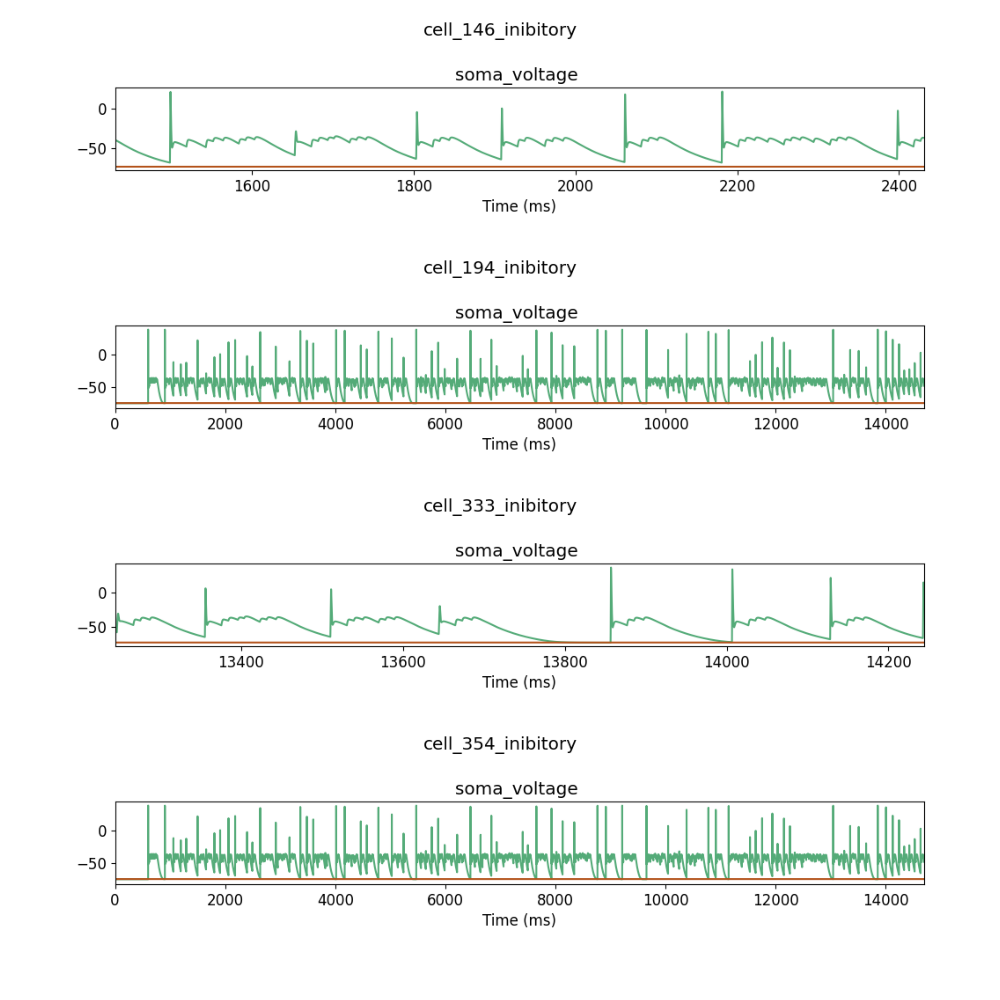 cell_146_inibitory
soma_voltage
0
−50
1600 1800 2000 2200 2400
Time (ms)
cell_194_inibitory
soma_voltage
0
−50
0 2000 4000 6000 8000 10000 12000 14000
Time (ms)
cell_333_inibitory
soma_voltage
0
−50
13400 13600 13800 14000 14200
Time (ms)
cell_354_inibitory
soma_voltage
0
−50
0 2000 4000 6000 8000 10000 12000 14000
Time (ms)